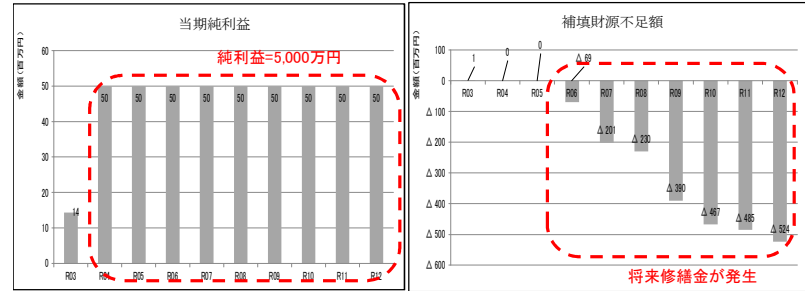 当期純利益
金額(百万円)
純利益=5,000万円
60
50
40
30
20
10
0
14
50 50 50 50 50 50 50 50 50
R03 R04 R05 R06 R07 R08 R09 R10 R11 R12
補填財源不足額
金額(百万円)
100
0
Δ 100
Δ 200
Δ 300
Δ 400
Δ 500
Δ 600
1 0 0 Δ 69
R03 R04 R05 R06 R07 R08 R09 R10 R11 R12
Δ 201
Δ 230
Δ 390
Δ 467
Δ 485
Δ 524
将来修繕金が発生